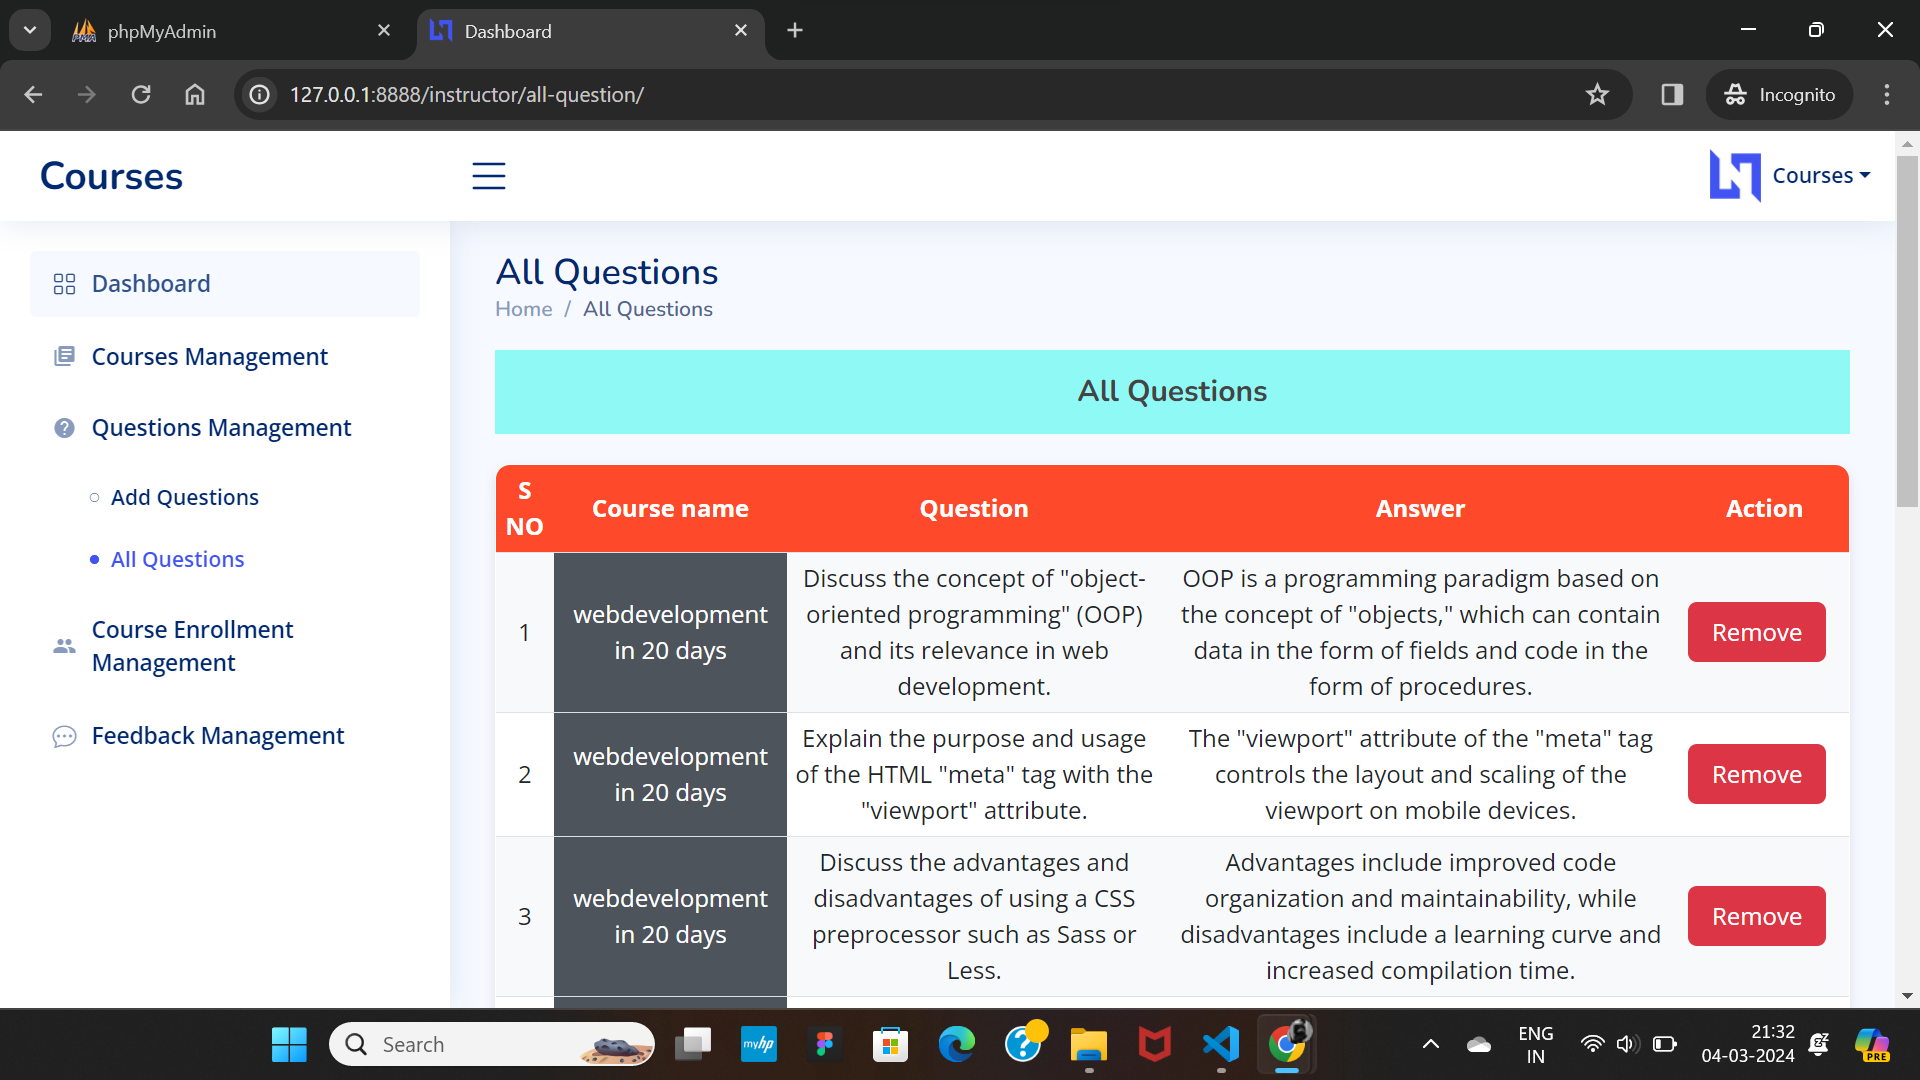 phpMyAdmin
Dashboard
127.0.0.1:8888/instructor/all-question/
Incognito
Courses
Courses
Dashboard
Courses Management
Questions Management
Add Questions
All Questions
Course Enrollment
Management
Feedback Management
All Questions
Home / All Questions
All Questions
S
NO
Course name
Question
Answer
Action
1
webdevelopment
in 20 days
Discuss the concept of "object-
oriented programming" (OOP)
and its relevance in web
development.
OOP is a programming paradigm based on
the concept of "objects," which can contain
data in the form of fields and code in the
form of procedures.
Remove
2
webdevelopment
in 20 days
Explain the purpose and usage
of the HTML "meta" tag with the
"viewport" attribute.
The "viewport" attribute of the "meta" tag
controls the layout and scaling of the
viewport on mobile devices.
Remove
3
webdevelopment
in 20 days
Discuss the advantages and
disadvantages of using a CSS
preprocessor such as Sass or
Less.
Advantages include improved code
organization and maintainability, while
disadvantages include a learning curve and
increased compilation time.
Remove
Search
myhp
ENG
IN
21:32
04-03-2024
PRE